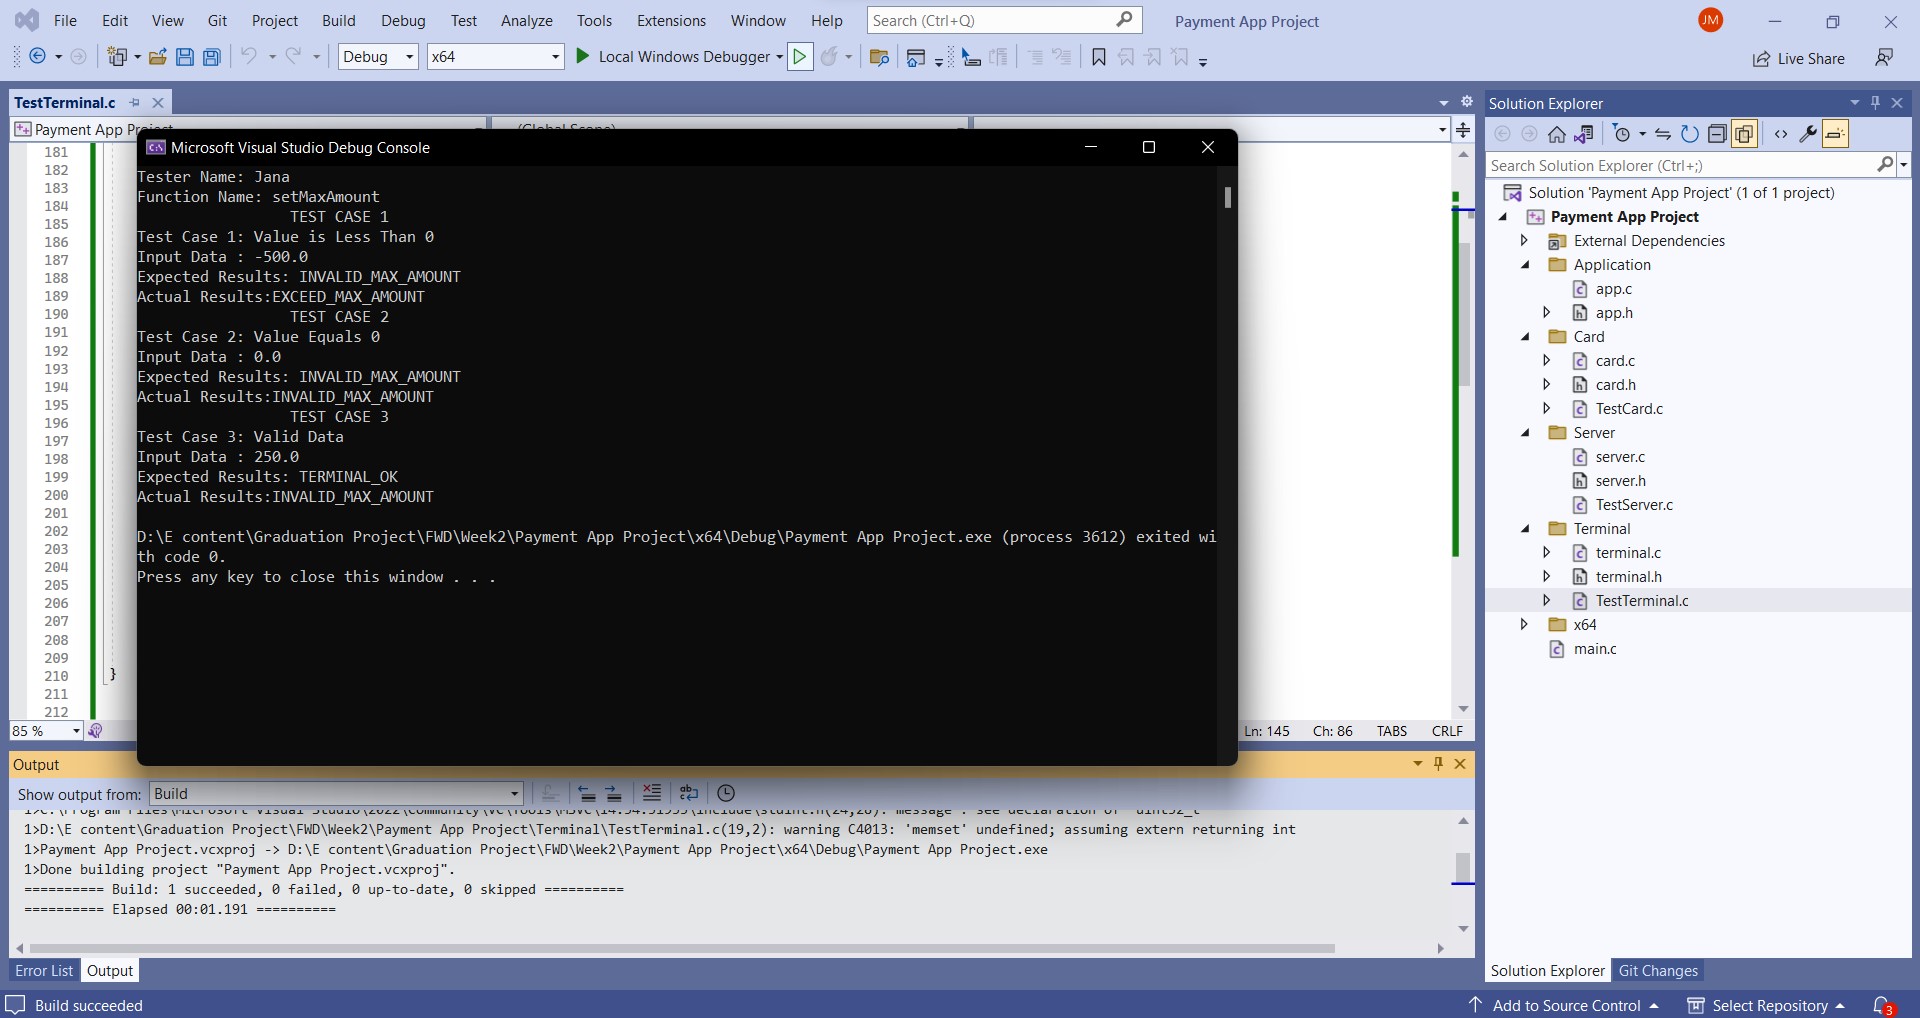 File Edit View Git Project Build Debug Test Analyze Tools Extensions Window Help Search (Ctrl+Q) Payment App Project JM
Debug x64 Local Windows Debugger Live Share
TestTerminal.c
Payment App Project (Global Scope)
Microsoft Visual Studio Debug Console
Tester Name: Jana
Function Name: setMaxAmount
TEST CASE 1
Test Case 1: Value is Less Than 0
Input Data : -500.0
Expected Results: INVALID_MAX_AMOUNT
Actual Results:EXCEED_MAX_AMOUNT
TEST CASE 2
Test Case 2: Value Equals 0
Input Data : 0.0
Expected Results: INVALID_MAX_AMOUNT
Actual Results:INVALID_MAX_AMOUNT
TEST CASE 3
Test Case 3: Valid Data
Input Data : 250.0
Expected Results: TERMINAL_OK
Actual Results:INVALID_MAX_AMOUNT
D:\E content\Graduation Project\FWD\Week2\Payment App Project\x64\Debug\Payment App Project.exe (process 3612) exited wi
th code 0.
Press any key to close this window . . .
181
182
183
184
185
186
187
188
189
190
191
192
193
194
195
196
197
198
199
200
201
202
203
204
205
206
207
208
209
210 }
211
212
85 % Ln: 145 Ch: 86 TABS CRLF
Output
Show output from: Build
1>D:\E content\Graduation Project\FWD\Week2\Payment App Project\Terminal\TestTerminal.c(19,2): warning C4013: 'memset' undefined; assuming extern returning int
1>Payment App Project.vcxproj -> D:\E content\Graduation Project\FWD\Week2\Payment App Project\x64\Debug\Payment App Project.exe
1>Done building project "Payment App Project.vcxproj".
========== Build: 1 succeeded, 0 failed, 0 up-to-date, 0 skipped ==========
========== Elapsed 00:01.191 ==========
Error List Output
Solution Explorer
Search Solution Explorer (Ctrl+;)
Solution 'Payment App Project' (1 of 1 project)
Payment App Project
External Dependencies
Application
app.c
app.h
Card
card.c
card.h
TestCard.c
Server
server.c
server.h
TestServer.c
Terminal
terminal.c
terminal.h
TestTerminal.c
x64
main.c
Solution Explorer Git Changes
Build succeeded Add to Source Control Select Repository 3